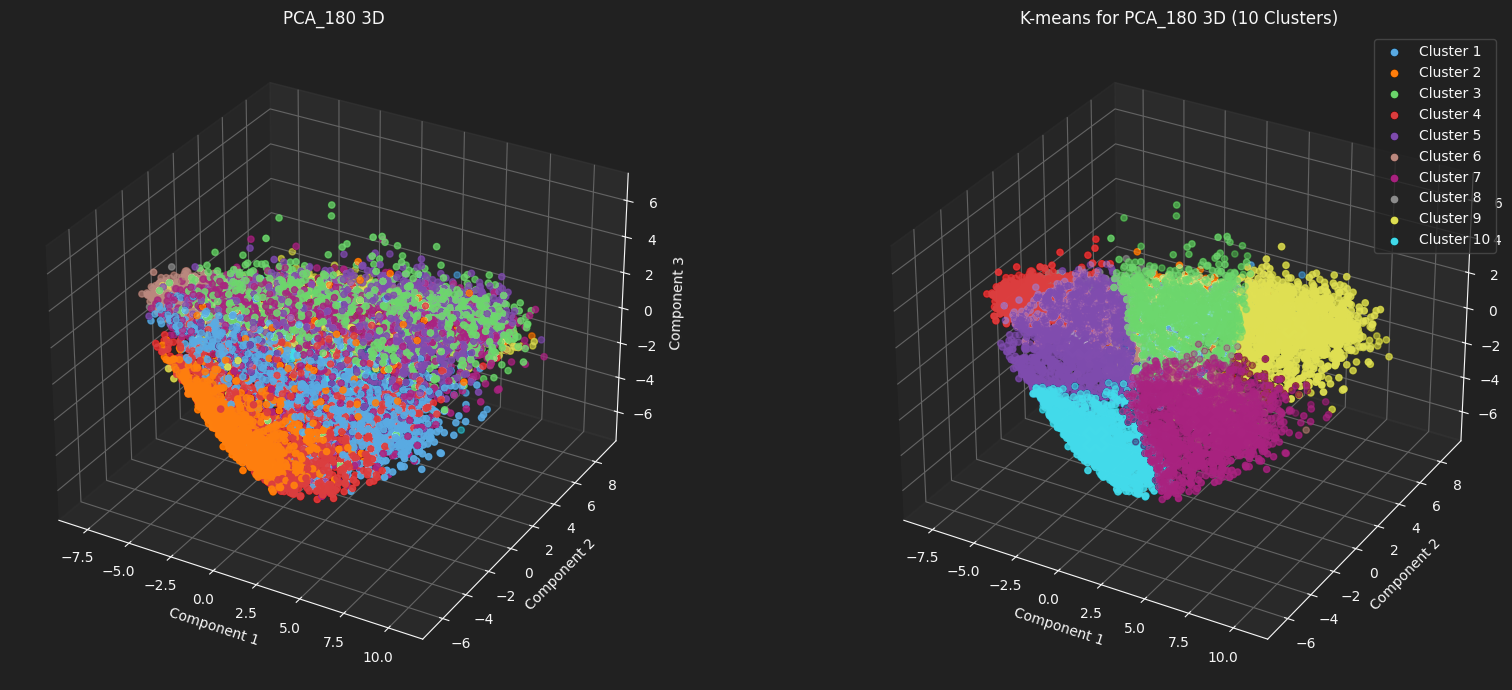 PCA_180 3D
6
4
2
0
−2
−4
−6
Component 3
8
6
4
2
0
−2
−4
−6
Component 2
−7.5
−5.0
−2.5
0.0
2.5
5.0
7.5
10.0
Component 1
K-means for PCA_180 3D (10 Clusters)
Cluster 1
Cluster 2
Cluster 3
Cluster 4
Cluster 5
Cluster 6
Cluster 7
Cluster 8
Cluster 9
Cluster 10
6
4
2
0
−2
−4
−6
8
6
4
2
0
−2
−4
−6
Component 2
−7.5
−5.0
−2.5
0.0
2.5
5.0
7.5
10.0
Component 1